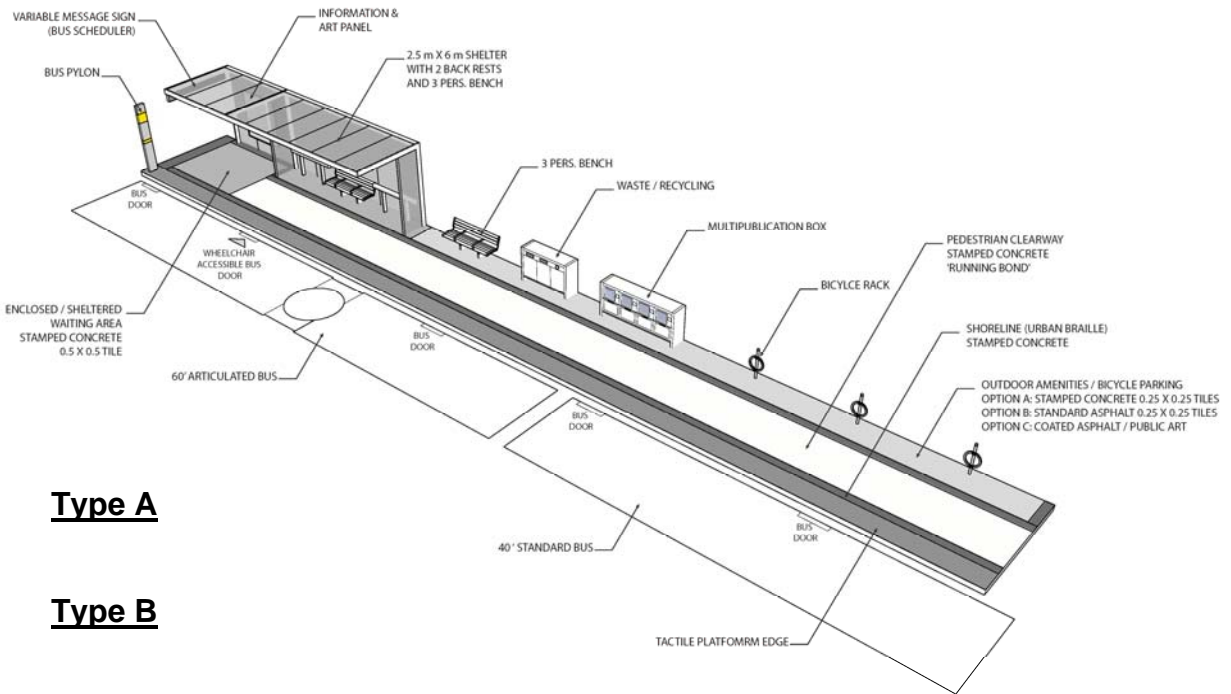 VARIABLE MESSAGE SIGN
(BUS SCHEDULER)
INFORMATION &
ART PANEL
2.5 m X 6 m SHELTER
WITH 2 BACK RESTS
AND 3 PERS. BENCH
BUS PYLON
3 PERS. BENCH
WASTE / RECYCLING
MULTIPUBLICATION BOX
BUS
DOOR
PEDESTRIAN CLEARWAY
STAMPED CONCRETE
'RUNNING BOND'
WHEELCHAIR
ACCESSIBLE BUS
DOOR
BICYLCE RACK
ENCLOSED / SHELTERED
WAITING AREA
STAMPED CONCRETE
0.5 X 0.5 TILE
BUS
DOOR
SHORELINE (URBAN BRAILLE)
STAMPED CONCRETE
60' ARTICULATED BUS
OUTDOOR AMENITIES / BICYCLE PARKING
OPTION A: STAMPED CONCRETE 0.25 X 0.25 TILES
OPTION B: STANDARD ASPHALT 0.25 X 0.25 TILES
OPTION C: COATED ASPHALT / PUBLIC ART
BUS
DOOR
Type A
BUS
DOOR
40' STANDARD BUS
Type B
TACTILE PLATFOMRM EDGE